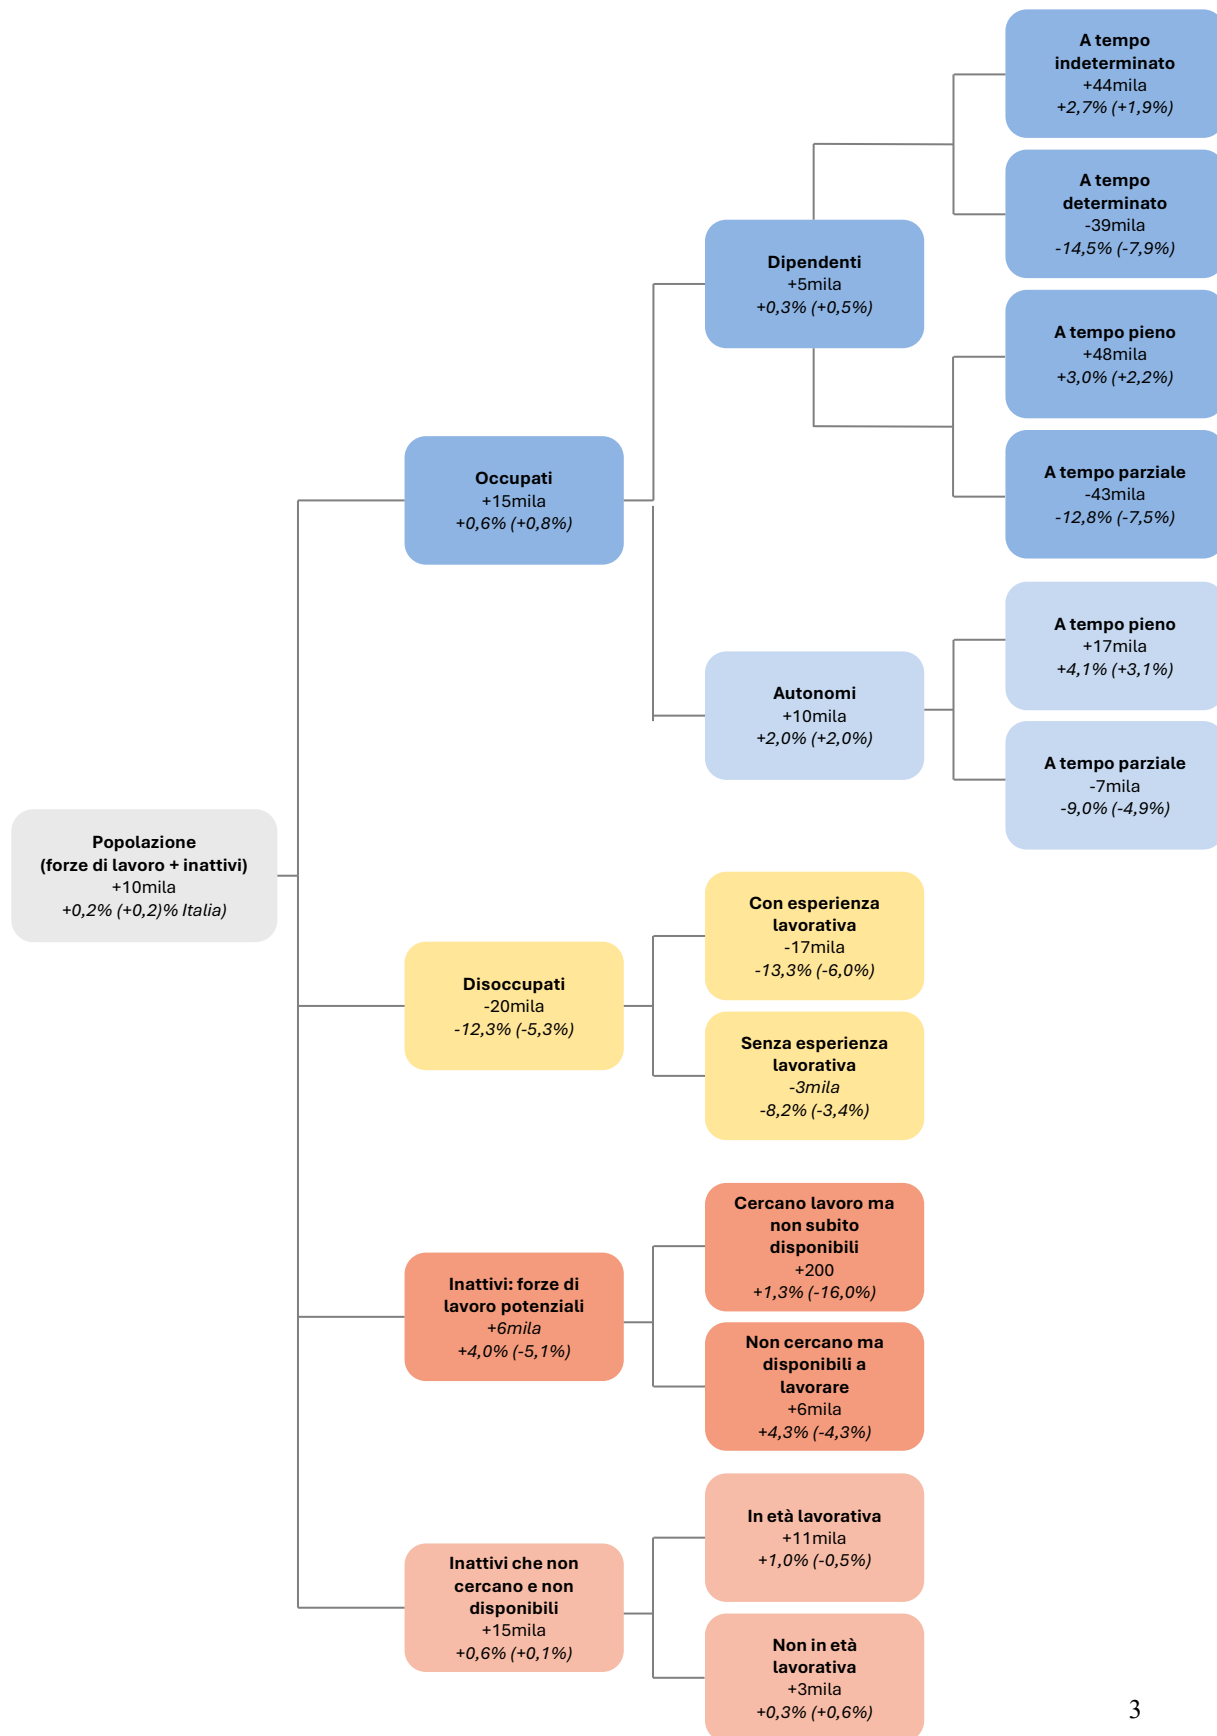 A tempo
indeterminato
+44mila
+2,7% (+1,9%)
A tempo
determinato
-39mila
-14,5% (-7,9%)
Dipendenti
+5mila
+0,3% (+0,5%)
A tempo pieno
+48mila
+3,0% (+2,2%)
A tempo parziale
-43mila
-12,8% (-7,5%)
Occupati
+15mila
+0,6% (+0,8%)
A tempo pieno
+17mila
+4,1% (+3,1%)
Autonomi
+10mila
+2,0% (+2,0%)
A tempo parziale
-7mila
-9,0% (-4,9%)
Popolazione
(forze di lavoro + inattivi)
+10mila
+0,2% (+0,2)% Italia)
Con esperienza
lavorativa
-17mila
-13,3% (-6,0%)
Disoccupati
-20mila
-12,3% (-5,3%)
Senza esperienza
lavorativa
-3mila
-8,2% (-3,4%)
Cercano lavoro ma
non subito
disponibili
+200
+1,3% (-16,0%)
Inattivi: forze di
lavoro potenziali
+6mila
+4,0% (-5,1%)
Non cercano ma
disponibili a
lavorare
+6mila
+4,3% (-4,3%)
In età lavorativa
+11mila
+1,0% (-0,5%)
Inattivi che non
cercano e non
disponibili
+15mila
+0,6% (+0,1%)
Non in età
lavorativa
+3mila
+0,3% (+0,6%)
3